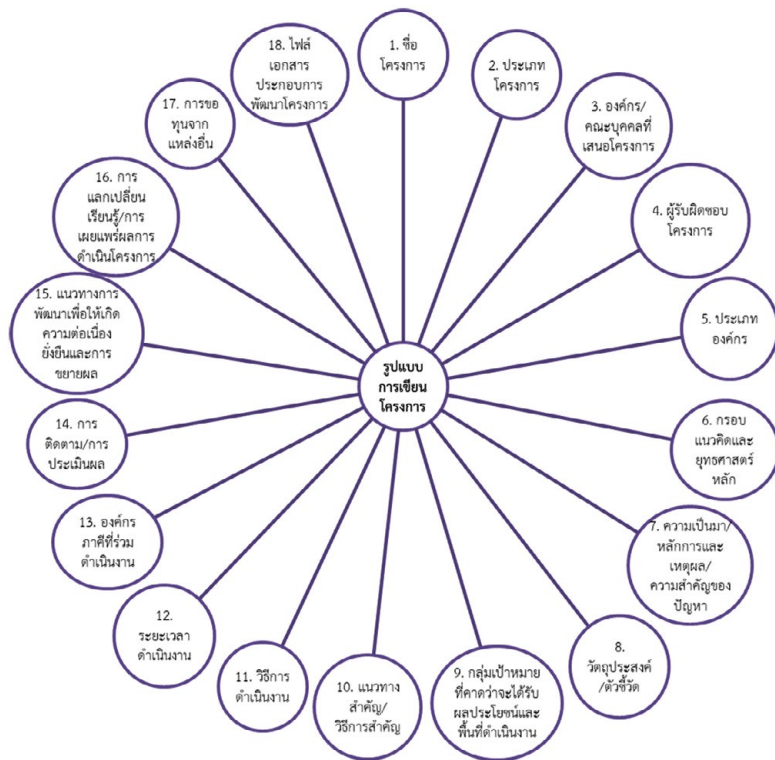 1. ชื่อ
โครงการ
2. ประเภท
โครงการ
3. องค์กร/
คณะบุคคลที่
เสนอโครงการ
4. ผู้รับผิดชอบ
โครงการ
5. ประเภท
องค์กร
6. กรอบ
แนวคิดและ
ยุทธศาสตร์
หลัก
7. ความเป็นมา/
หลักการและ
เหตุผล/
ความสำคัญของ
ปัญหา
8.
วัตถุประสงค์
/ตัวชี้วัด
9. กลุ่มเป้าหมาย
ที่คาดว่าจะได้รับ
ผลประโยชน์และ
พื้นที่ดำเนินงาน
10. แนวทาง
สำคัญ/
วิธีการสำคัญ
11. วิธีการ
ดำเนินงาน
12.
ระยะเวลา
ดำเนินงาน
13. องค์กร
ภาคีที่ร่วม
ดำเนินงาน
14. การ
ติดตาม/การ
ประเมินผล
15. แนวทางการ
พัฒนาเพื่อให้เกิด
ความต่อเนื่อง
ยั่งยืนและการ
ขยายผล
16. การ
แลกเปลี่ยน
เรียนรู้/การ
เผยแพร่ผลการ
ดำเนินโครงการ
17. การขอ
ทุนจาก
แหล่งอื่น
18. ไฟล์
เอกสาร
ประกอบการ
พัฒนาโครงการ
รูปแบบ
การเขียน
โครงการ